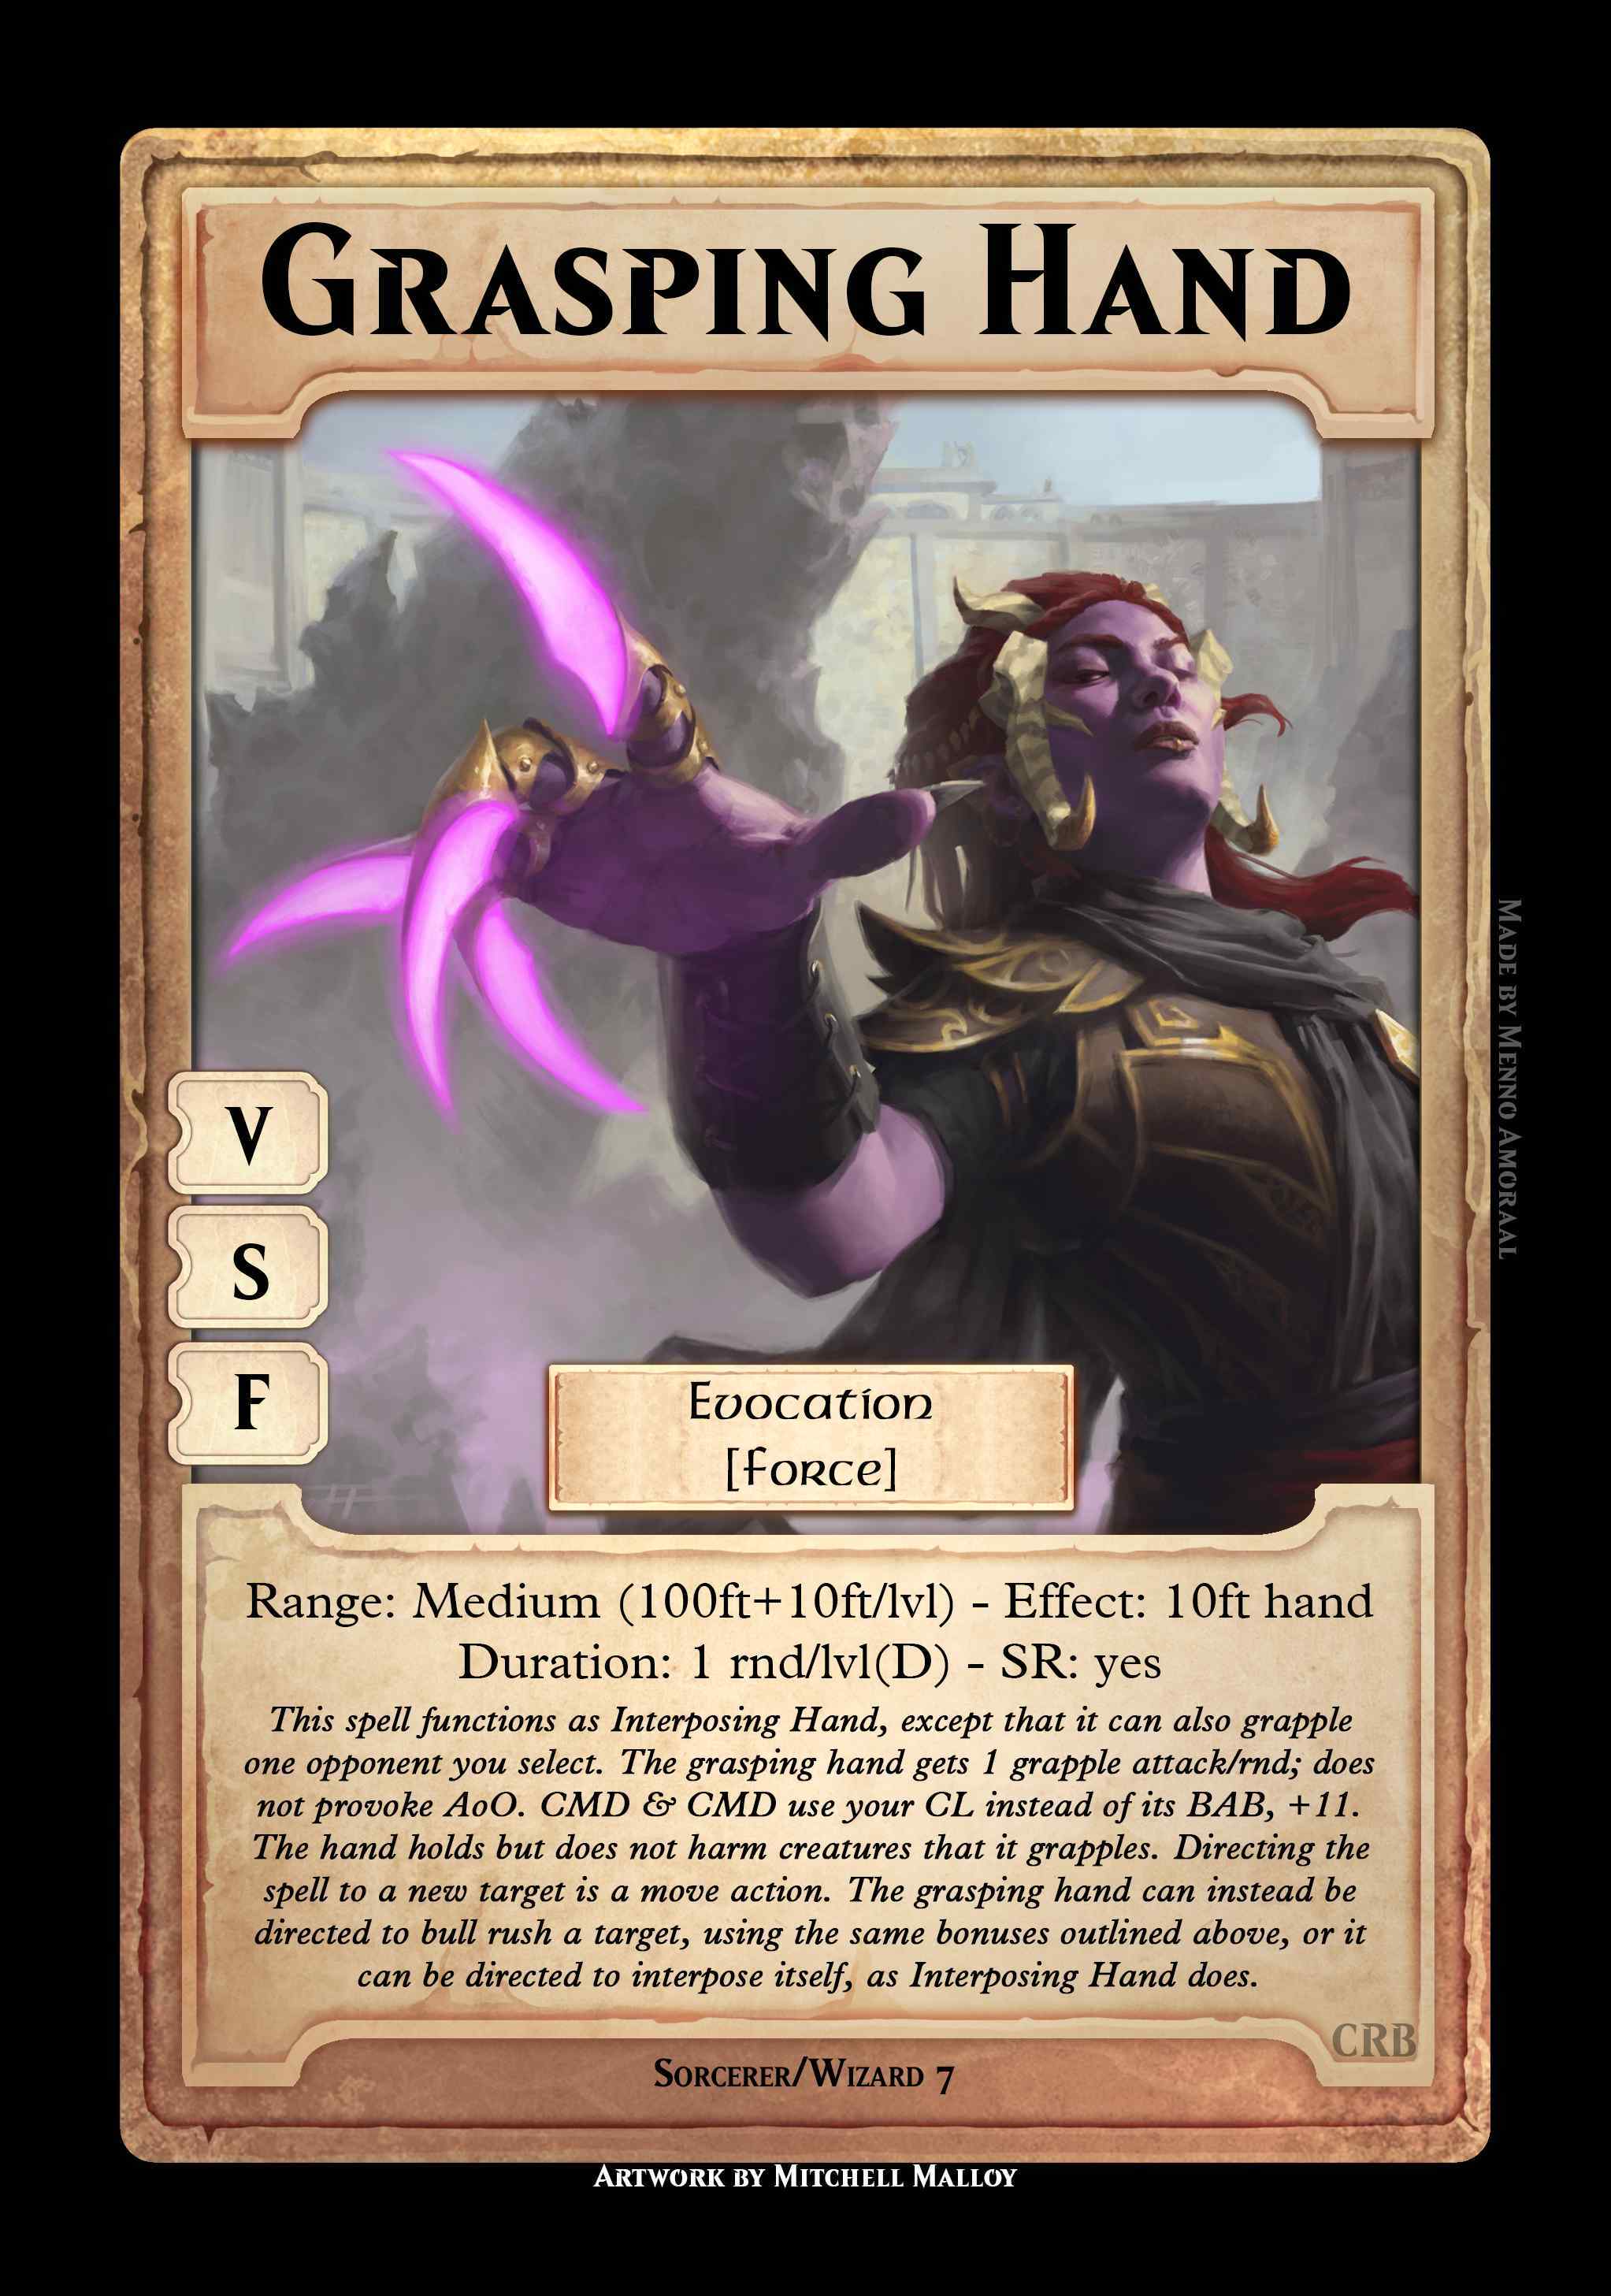 Grasping Hand
V
S
F
Evocation
[Force]
Range: Medium (100ft+10ft/lvl) - Effect: 10ft hand
Duration: 1 rnd/lvl(D) - SR: yes
This spell functions as Interposing Hand, except that it can also grapple
one opponent you select. The grasping hand gets 1 grapple attack/rnd; does
not provoke AoO. CMD & CMD use your CL instead of its BAB, +11.
The hand holds but does not harm creatures that it grapples. Directing the
spell to a new target is a move action. The grasping hand can instead be
directed to bull rush a target, using the same bonuses outlined above, or it
can be directed to interpose itself, as Interposing Hand does.
CRB
Sorcerer/Wizard 7
Artwork by Mitchell Malloy
Made by Menno Amoraal